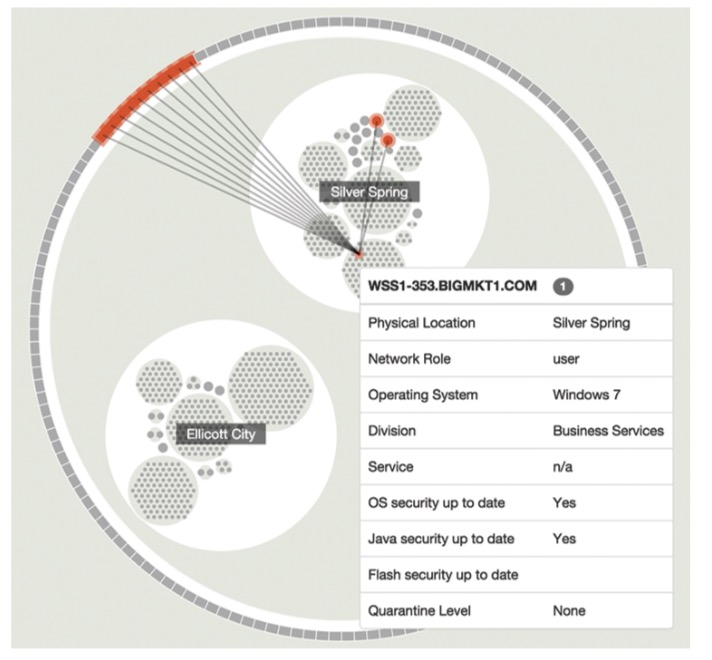 Silver Spring
WSS1-353.BIGMKT1.COM 1
Physical Location Silver Spring
Network Role user
Operating System Windows 7
Division Business Services
Service n/a
OS security up to date Yes
Java security up to date Yes
Flash security up to date
Quarantine Level None
Ellicott City